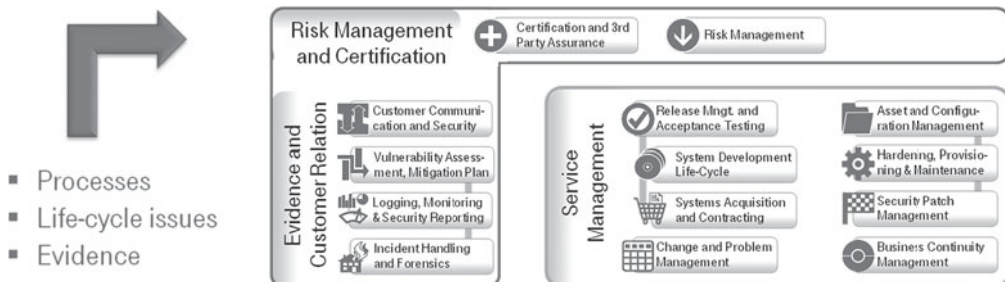 Risk Management
and Certification
Certification and 3rd
Party Assurance
Risk Management
Evidence and
Customer Relation
Customer Communi-
cation and Security
Vulnerability Assess-
ment, Mitigation Plan
Logging, Monitoring
& Security Reporting
Incident Handling
and Forensics
Service
Management
Release Mngt. and
Acceptance Testing
System Development
Life-Cycle
Systems Acquisition
and Contracting
Change and Problem
Management
Asset and Configu-
ration Management
Hardening, Provisio-
ning & Maintenance
Security Patch
Management
Business Continuity
Management
▪ Processes
▪ Life-cycle issues
▪ Evidence